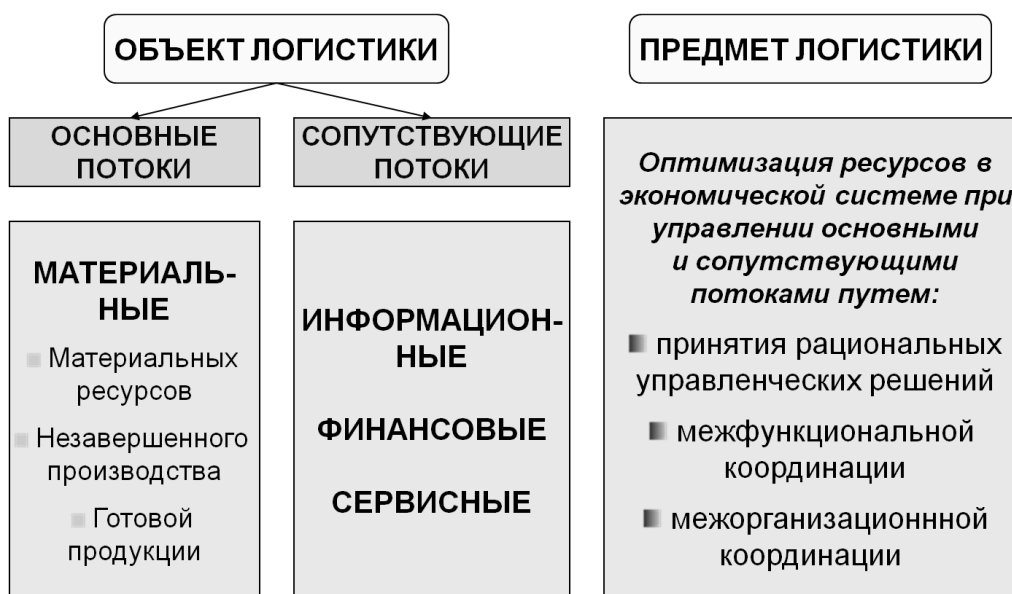 ОБЪЕКТ ЛОГИСТИКИ
ПРЕДМЕТ ЛОГИСТИКИ
ОСНОВНЫЕ
ПОТОКИ
СОПУТСТВУЮЩИЕ
ПОТОКИ
МАТЕРИАЛЬ-
НЫЕ
Материальных
ресурсов
Незавершенного
производства
Готовой
продукции
ИНФОРМАЦИОН-
НЫЕ
ФИНАНСОВЫЕ
СЕРВИСНЫЕ
Оптимизация ресурсов в
экономической системе при
управлении основными
и сопутствующими
потоками путем:
принятия рациональных
управленческих решений
межфункциональной
координации
межорганизационнной
координации